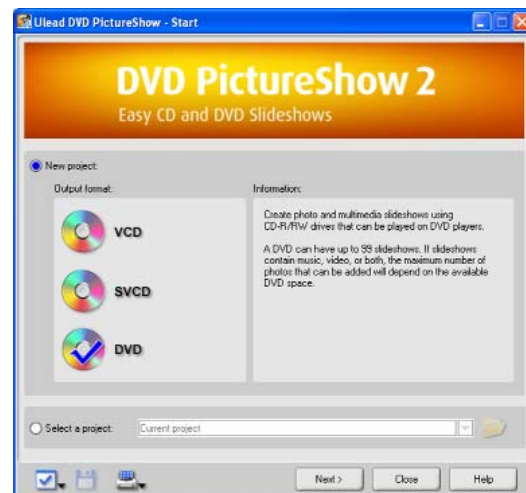 Ulead DVD PictureShow - Start
DVD PictureShow 2
Easy CD and DVD Slideshows
New project:
Output format:
VCD
SVCD
DVD
Information:
Create photo and multimedia slideshows using
CD-R/RW drives that can be played on DVD players.
A DVD can have up to 99 slideshows. If slideshows
contain music, video, or both, the maximum number of
photos that can be added will depend on the available
DVD space.
Select a project:
Current project
Next >
Close
Help